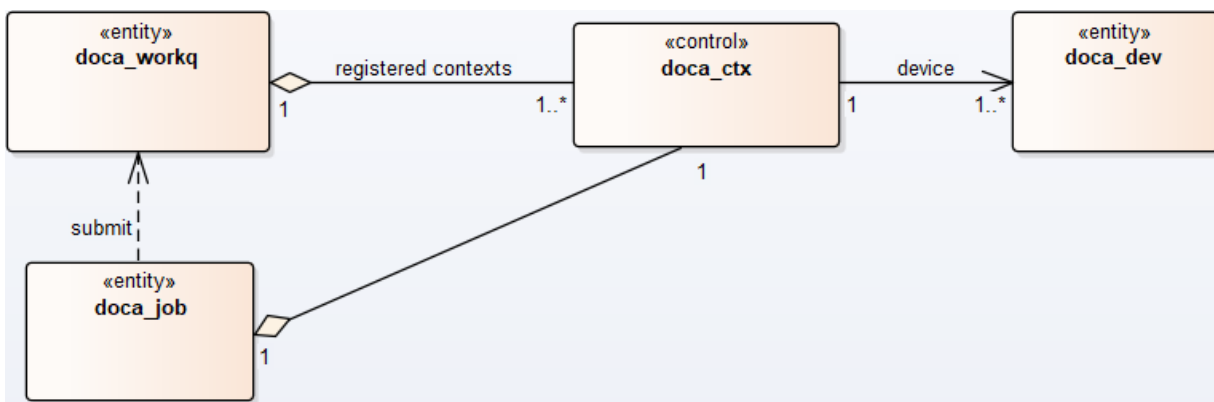 «entity»
doca_workq
registered contexts
1
1..*
«control»
doca_ctx
device
1
1..*
«entity»
doca_dev
submit
1
«entity»
doca_job
1